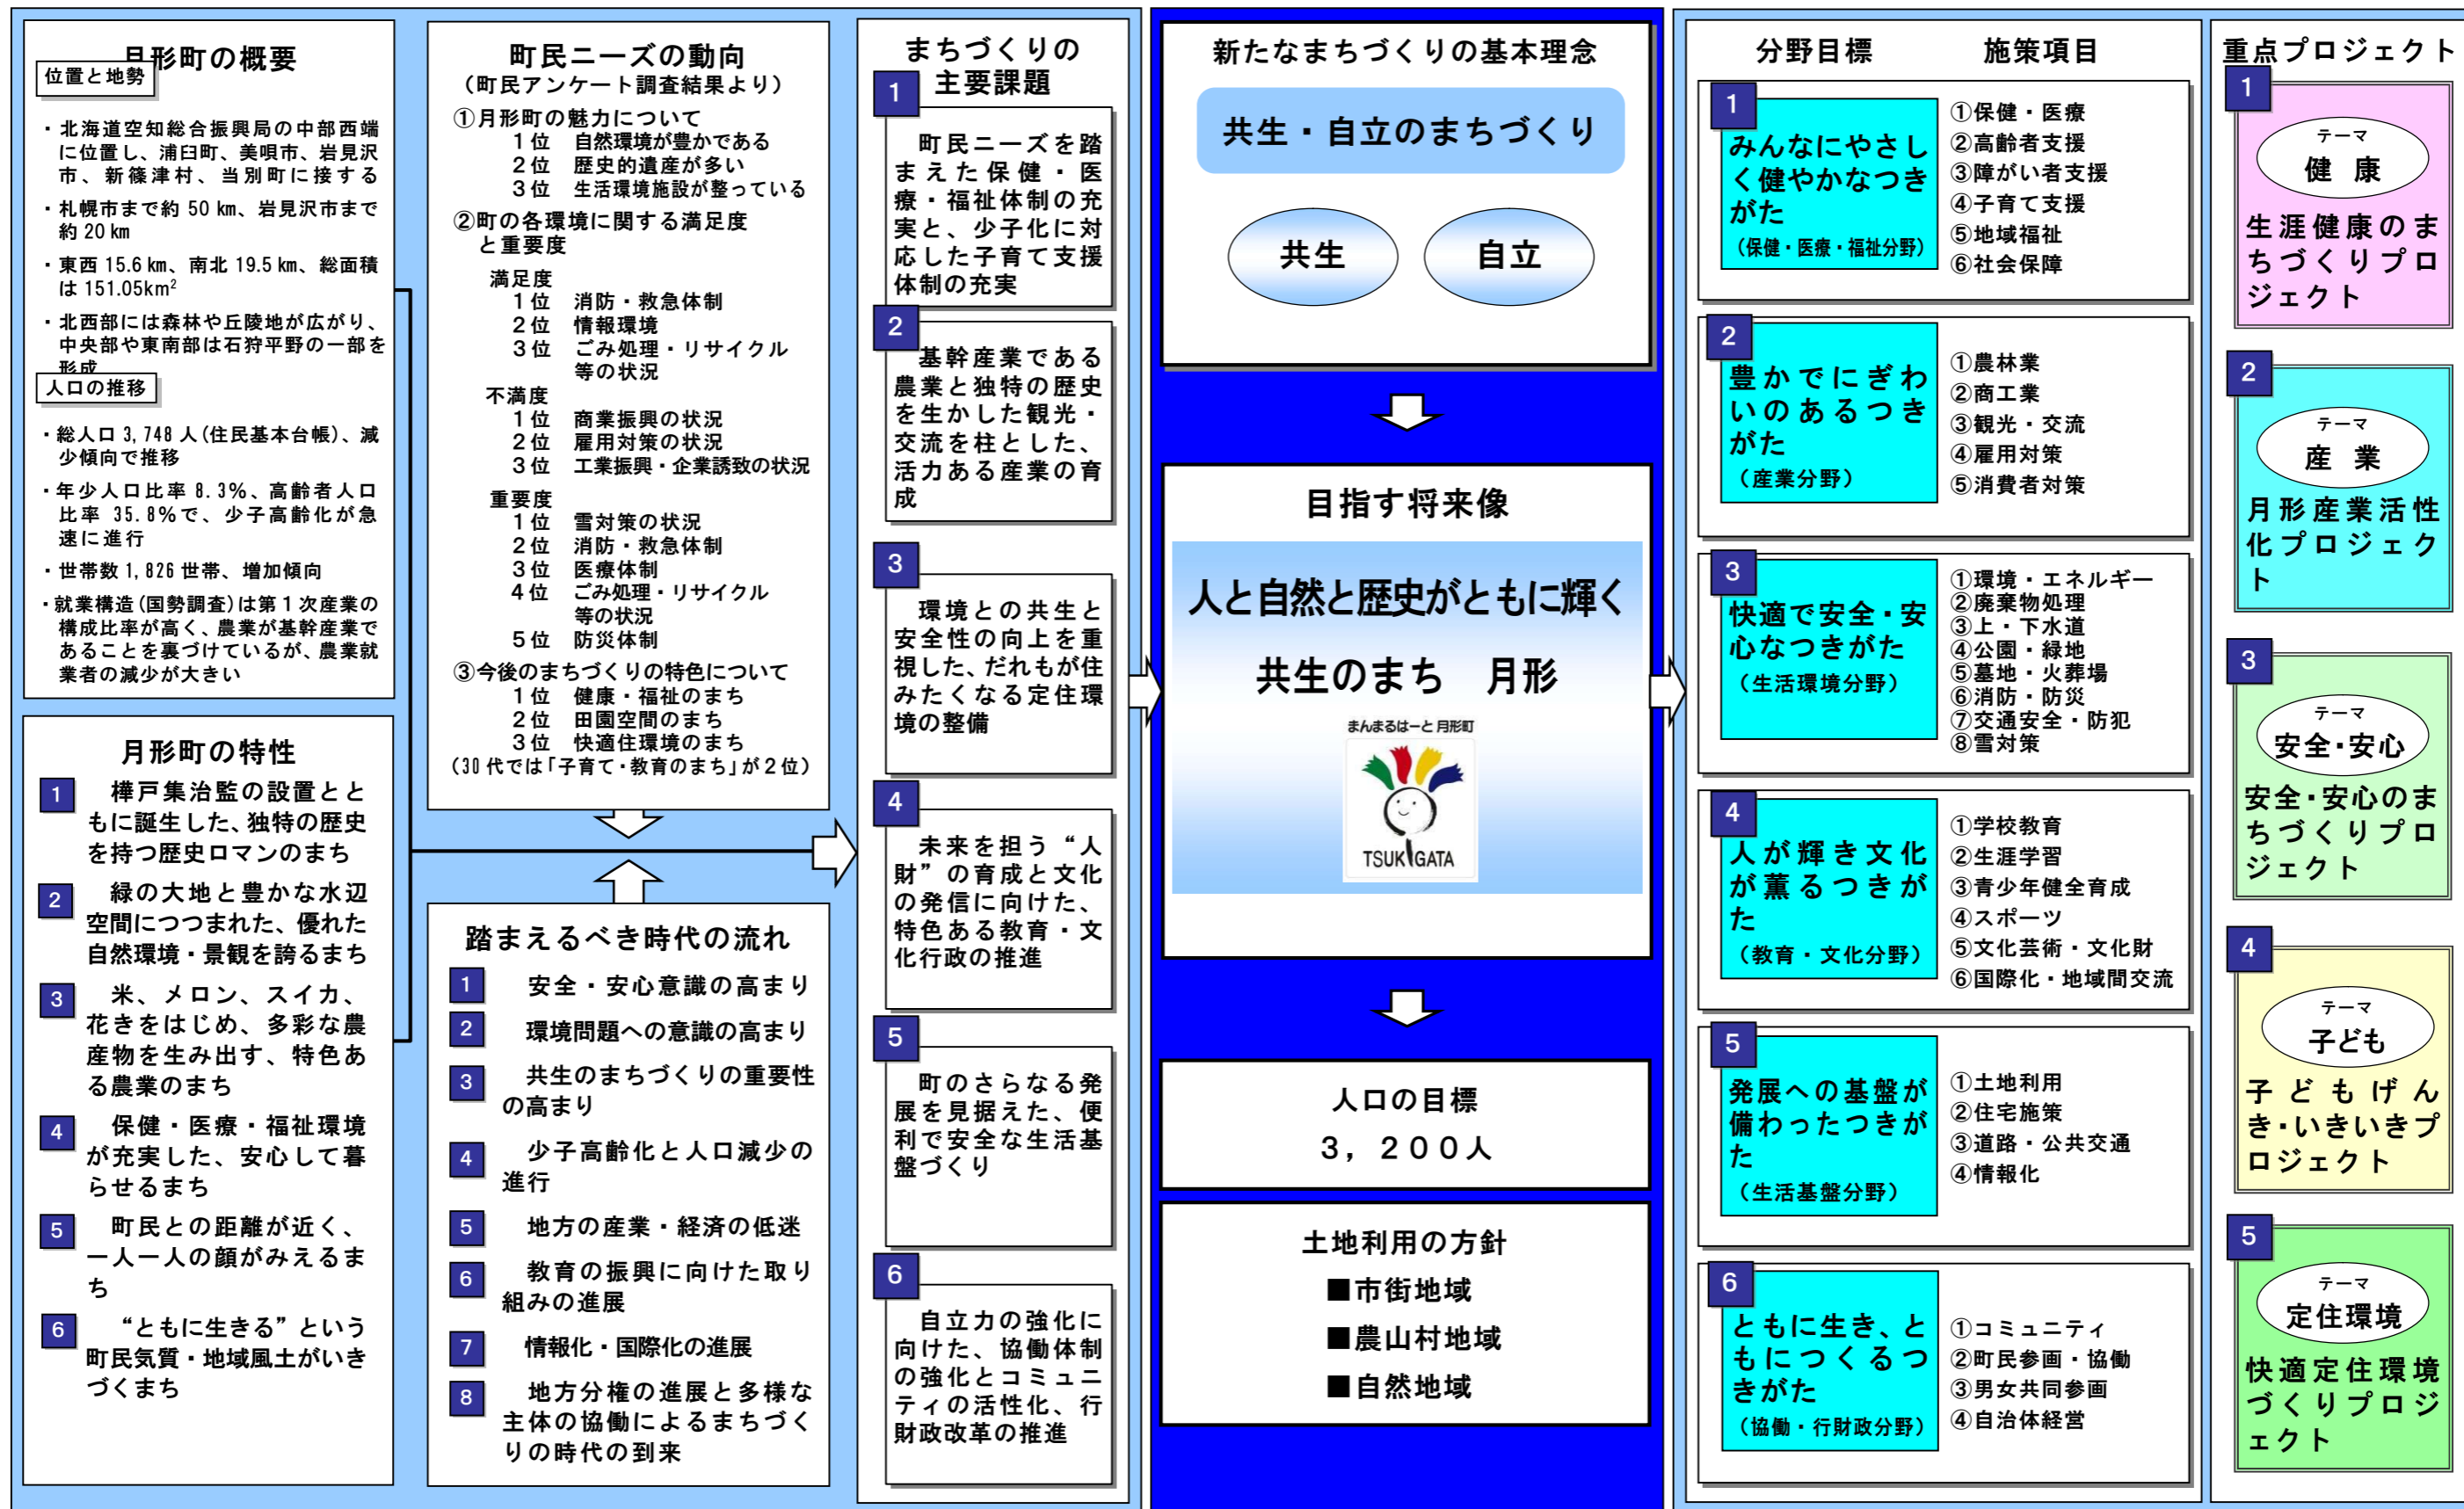 月形町の概要
位置と地勢
・北海道空知総合振興局の中部西端
に位置し、浦臼町、美唄市、岩見沢
市、新篠津村、当別町に接する
・札幌市まで約 50 km、岩見沢市まで
約 20 km
・東西 15.6 km、南北 19.5 km、総面積
は 151.05km²
・北西部には森林や丘陵地が広がり、
中央部や東南部は石狩平野の一部を
形成
人口の推移
・総人口 3,748 人(住民基本台帳)、減
少傾向で推移
・年少人口比率 8.3%、高齢者人口
比率 35.8%で、少子高齢化が急
速に進行
・世帯数 1,826 世帯、増加傾向
・就業構造(国勢調査)は第1次産業の
構成比率が高く、農業が基幹産業で
あることを裏づけているが、農業就
業者の減少が大きい
月形町の特性
1 樺戸集治監の設置とと
もに誕生した、独特の歴史
を持つ歴史ロマンのまち
2 緑の大地と豊かな水辺
空間につつまれた、優れた
自然環境・景観を誇るまち
3 米、メロン、スイカ、
花きをはじめ、多彩な農
産物を生み出す、特色あ
る農業のまち
4 保健・医療・福祉環境
が充実した、安心して暮
らせるまち
5 町民との距離が近く、
一人一人の顔がみえるま
ち
6 “ともに生きる”という
町民気質・地域風土がいき
づくまち
町民ニーズの動向
(町民アンケート調査結果より)
①月形町の魅力について
1位 自然環境が豊かである
2位 歴史的遺産が多い
3位 生活環境施設が整っている
②町の各環境に関する満足度
と重要度
満足度
1位 消防・救急体制
2位 情報環境
3位 ごみ処理・リサイクル
等の状況
不満度
1位 商業振興の状況
2位 雇用対策の状況
3位 工業振興・企業誘致の状況
重要度
1位 雪対策の状況
2位 消防・救急体制
3位 医療体制
4位 ごみ処理・リサイクル
等の状況
5位 防災体制
③今後のまちづくりの特色について
1位 健康・福祉のまち
2位 田園空間のまち
3位 快適住環境のまち
(30代では「子育て・教育のまち」が2位)
踏まえるべき時代の流れ
1 安全・安心意識の高まり
2 環境問題への意識の高まり
3 共生のまちづくりの重要性
の高まり
4 少子高齢化と人口減少の
進行
5 地方の産業・経済の低迷
6 教育の振興に向けた取り
組みの進展
7 情報化・国際化の進展
8 地方分権の進展と多様な
主体の協働によるまちづく
りの時代の到来
まちづくりの
主要課題
1
町民ニーズを踏
まえた保健・医
療・福祉体制の充
実と、少子化に対
応した子育て支援
体制の充実
2
基幹産業である
農業と独特の歴史
を生かした観光・
交流を柱とした、
活力ある産業の育
成
3
環境との共生と
安全性の向上を重
視した、だれもが住
みたくなる定住環
境の整備
4
未来を担う“人
財”の育成と文化
の発信に向けた、
特色ある教育・文
化行政の推進
5
町のさらなる発
展を見据えた、便
利で安全な生活基
盤づくり
6
自立力の強化に
向けた、協働体制
の強化とコミュニ
ティの活性化、行
財政改革の推進
新たなまちづくりの基本理念
共生・自立のまちづくり
共生 自立
目指す将来像
人と自然と歴史がともに輝く
共生のまち 月形
まんまるはーと月形町
TSUKIGATA
人口の目標
3,200人
土地利用の方針
■市街地域
■農山村地域
■自然地域
分野目標 施策項目
1
みんなにやさし
く健やかなつき
がた
(保健・医療・福祉分野)
①保健・医療
②高齢者支援
③障がい者支援
④子育て支援
⑤地域福祉
⑥社会保障
2
豊かでにぎわ
いのあるつき
がた
(産業分野)
①農林業
②商工業
③観光・交流
④雇用対策
⑤消費者対策
3
快適で安全・安
心なつきがた
(生活環境分野)
①環境・エネルギー
②廃棄物処理
③上・下水道
④公園・緑地
⑤墓地・火葬場
⑥消防・防災
⑦交通安全・防犯
⑧雪対策
4
人が輝き文化
が薫るつきが
た
(教育・文化分野)
①学校教育
②生涯学習
③青少年健全育成
④スポーツ
⑤文化芸術・文化財
⑥国際化・地域間交流
5
発展への基盤が
備わったつきが
た
(生活基盤分野)
①土地利用
②住宅施策
③道路・公共交通
④情報化
6
ともに生き、と
もにつくるつ
きがた
(協働・行財政分野)
①コミュニティ
②町民参画・協働
③男女共同参画
④自治体経営
重点プロジェクト
1
テーマ
健 康
生涯健康のま
ちづくりプロ
ジェクト
2
テーマ
産 業
月形産業活性
化プロジェク
ト
3
テーマ
安全・安心
安全・安心のま
ちづくりプロ
ジェクト
4
テーマ
子ども
子どもげん
き・いきいきプ
ロジェクト
5
テーマ
定住環境
快適定住環境
づくりプロジ
ェクト